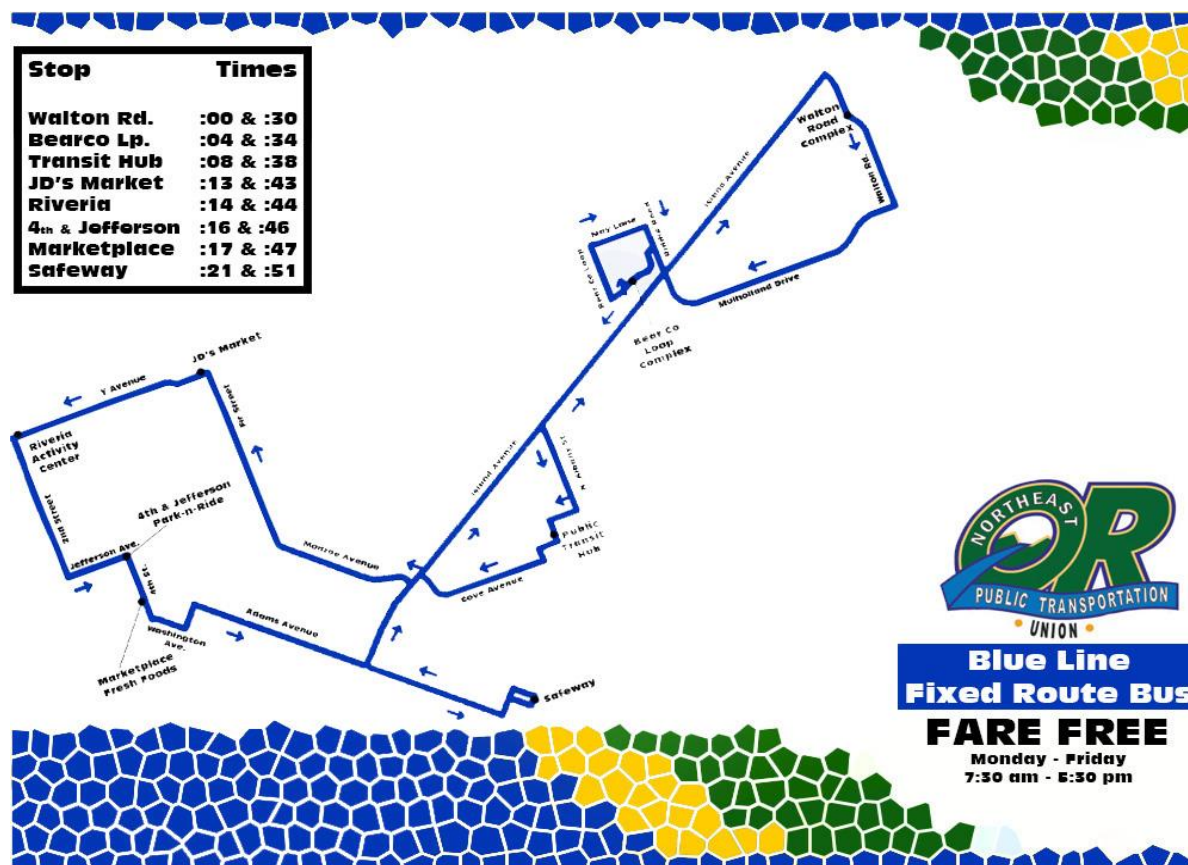 Stop Times
Walton Rd. :00 & :30
Bearco Lp. :04 & :34
Transit Hub :08 & :38
JD's Market :13 & :43
Riveria :14 & :44
4th & Jefferson :16 & :46
Marketplace :17 & :47
Safeway :21 & :51
Walton
Road
Complex
Walton Rd.
Island Avenue
Mulholland Drive
Bear Co Loop
Bear Co
Loop
Complex
JD's Market
Y Avenue
Fir Street
Riveria
Activity
Center
2nd Street
4th & Jefferson
Park-n-Ride
Jefferson Ave.
4th St.
Washington
Ave.
Marketplace
Fresh Foods
Adams Avenue
Monroe Avenue
Island Avenue
Cove Avenue
Public
Transit
Hub
Safeway
NORTHEAST
OR
PUBLIC TRANSPORTATION
• UNION •
Blue Line
Fixed Route Bus
FARE FREE
Monday - Friday
7:30 am - 5:30 pm